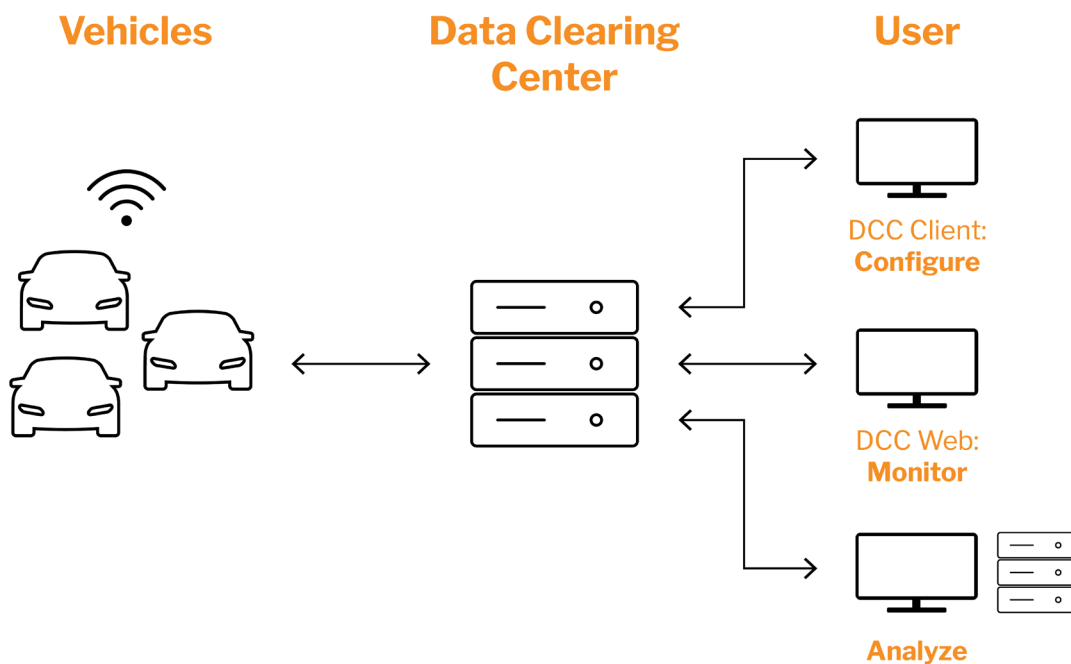 Vehicles
Data Clearing
Center
User
DCC Client:
Configure
DCC Web:
Monitor
Analyze